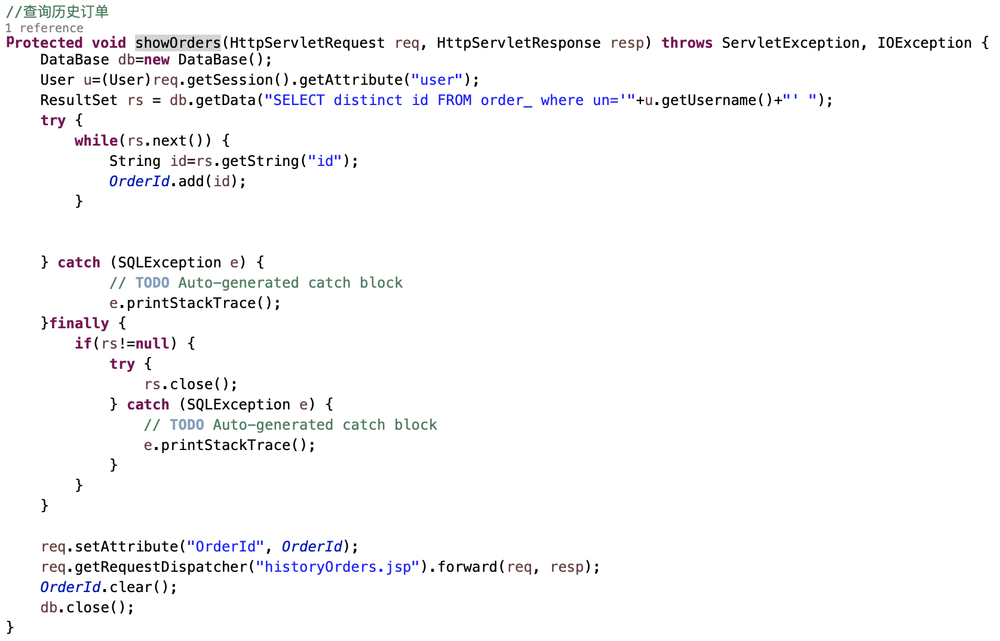 //查询历史订单
1 reference
protected void showOrders(HttpServletRequest req, HttpServletResponse resp) throws ServletException, IOException {
    DataBase db=new DataBase();
    User u=(User)req.getSession().getAttribute("user");
    ResultSet rs = db.getData("SELECT distinct id FROM order_ where un='"+u.getUsername()+"' ");
    try {
        while(rs.next()) {
            String id=rs.getString("id");
            OrderId.add(id);
        }
    } catch (SQLException e) {
            // TODO Auto-generated catch block
            e.printStackTrace();
    }finally {
        if(rs!=null) {
            try {
                rs.close();
            } catch (SQLException e) {
                // TODO Auto-generated catch block
                e.printStackTrace();
            }
        }
    }
    req.setAttribute("OrderId", OrderId);
    req.getRequestDispatcher("historyOrders.jsp").forward(req, resp);
    OrderId.clear();
    db.close();
}